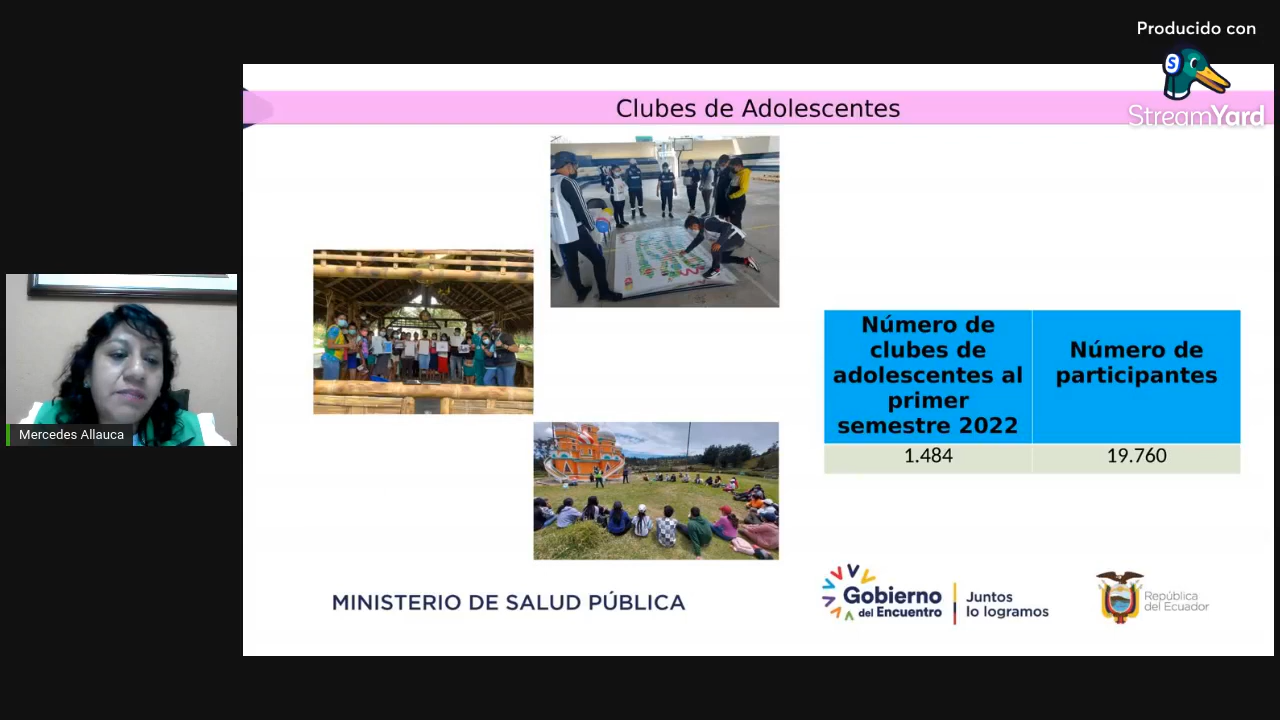 Producido con
StreamYard
Clubes de Adolescentes
Número de
clubes de
adolescentes al
primer
semestre 2022
Número de
participantes
1.484
19.760
Mercedes Allauca
MINISTERIO DE SALUD PÚBLICA
Gobierno
del Encuentro
Juntos
lo logramos
República
del Ecuador